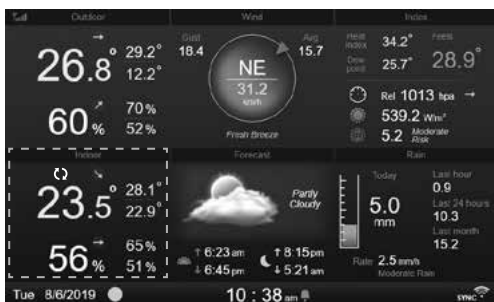 Outdoor
26.8° 29.2° 12.2°
60% 70% 52%
Wind
Gust 18.4
Avg 15.7
NE
31.2
km/h
Fresh Breeze
Index
Heat index 34.2°
Feels 28.9°
Dew point 25.7°
Rel 1013 hpa
539.2 W/m²
5.2 Moderate Risk
Indoor
23.5° 28.1° 22.9°
56% 65% 51%
Forecast
Partly
Cloudy
↑ 6:23 am ↑ 8:15 pm
↓ 6:45 pm ↓ 5:21 am
Rain
Today
5.0
mm
Last hour
0.9
Last 24 hours
10.3
Last month
15.2
Rate 2.5 mm/h
Moderate Rain
Tue 8/6/2019
10 : 38 am
SYNC